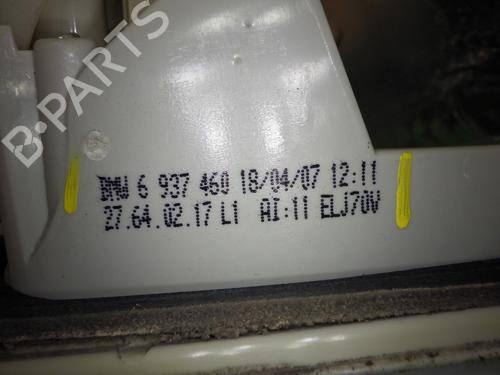 B-PARTS
BMW 6 937 460 18/04/07 12:11
27.64.02.17 L1 AI:11 ELJ70V